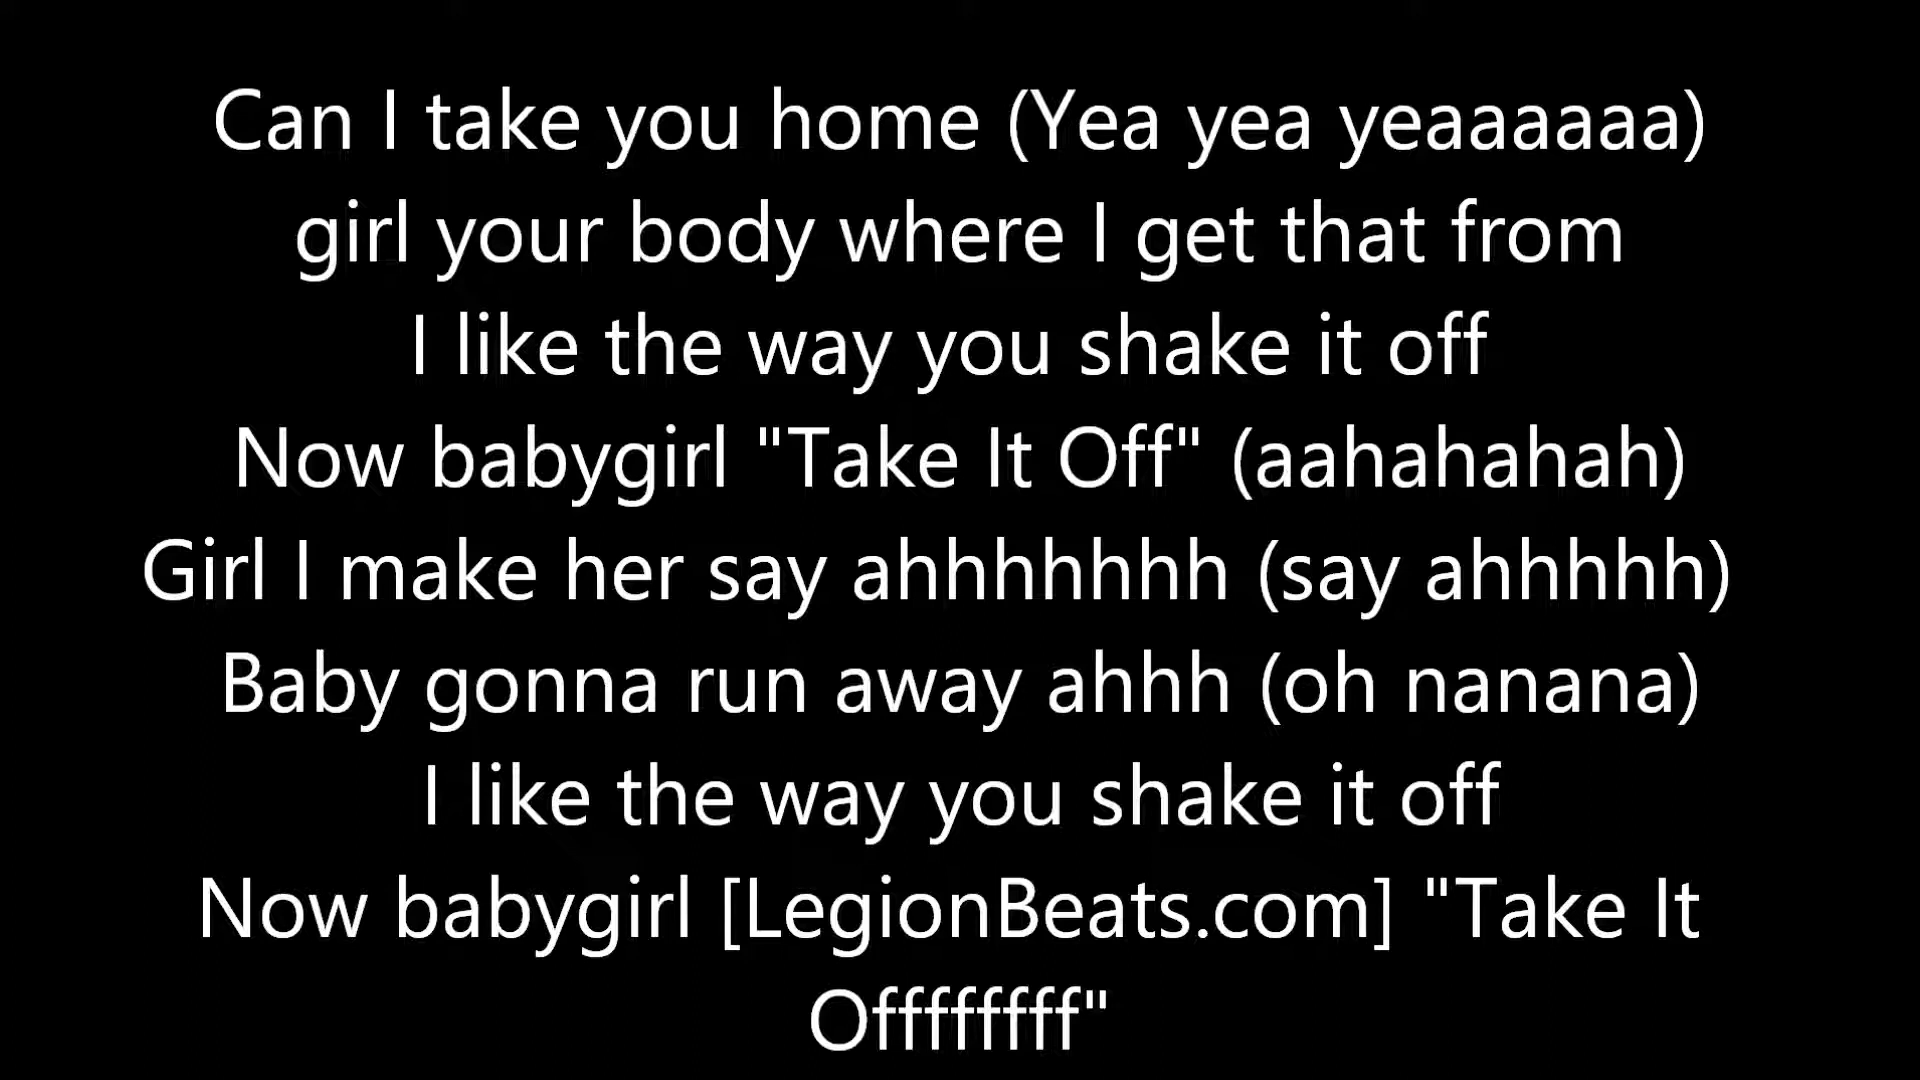 Can I take you home (Yea yea yeaaaaaa)
girl your body where I get that from
I like the way you shake it off
Now babygirl "Take It Off" (aahahahah)
Girl I make her say ahhhhhhh (say ahhhhh)
Baby gonna run away ahhh (oh nanana)
I like the way you shake it off
Now babygirl [LegionBeats.com] "Take It
Offfffffff"